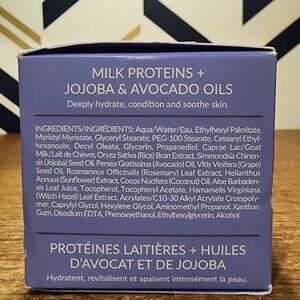 MILK PROTEINS +
JOJOBA & AVOCADO OILS
Deeply hydrate, condition and soothe skin.
INGREDIENTS/INGRÉDIENTS: Aqua/Water/Eau, Ethylhexyl Palmitate,
Myristyl Myristate, Glyceryl Stearate, PEG-100 Stearate, Cetearyl Ethyl-
hexanoate, Decyl Oleate, Glycerin, Propanediol, Caprae Lac/Goat
Milk/Lait de Chèvre, Oryza Sativa (Rice) Bran Extract, Simmondsia Chinen-
sis (Jojoba) Seed Oil, Persea Gratissima (Avocado) Oil, Vitis Vinifera (Grape)
Seed Oil, Rosmarinus Officinalis (Rosemary) Leaf Extract, Helianthus
Annuus (Sunflower) Extract, Cocos Nucifera (Coconut) Oil, Aloe Barbaden-
sis Leaf Juice, Tocopherol, Tocopheryl Acetate, Hamamelis Virginiana
(Witch Hazel) Leaf Extract, Acrylates/C10-30 Alkyl Acrylate Crosspoly-
mer, Caprylyl Glycol, Hexylene Glycol, Aminomethyl Propanol, Xanthan
Gum, Disodium EDTA, Phenoxyethanol, Ethylhexylglycerin, Alcohol
PROTÉINES LAITIÈRES + HUILES
D'AVOCAT ET DE JOJOBA
Hydratent, revitalisent et apaisent intensément la peau.